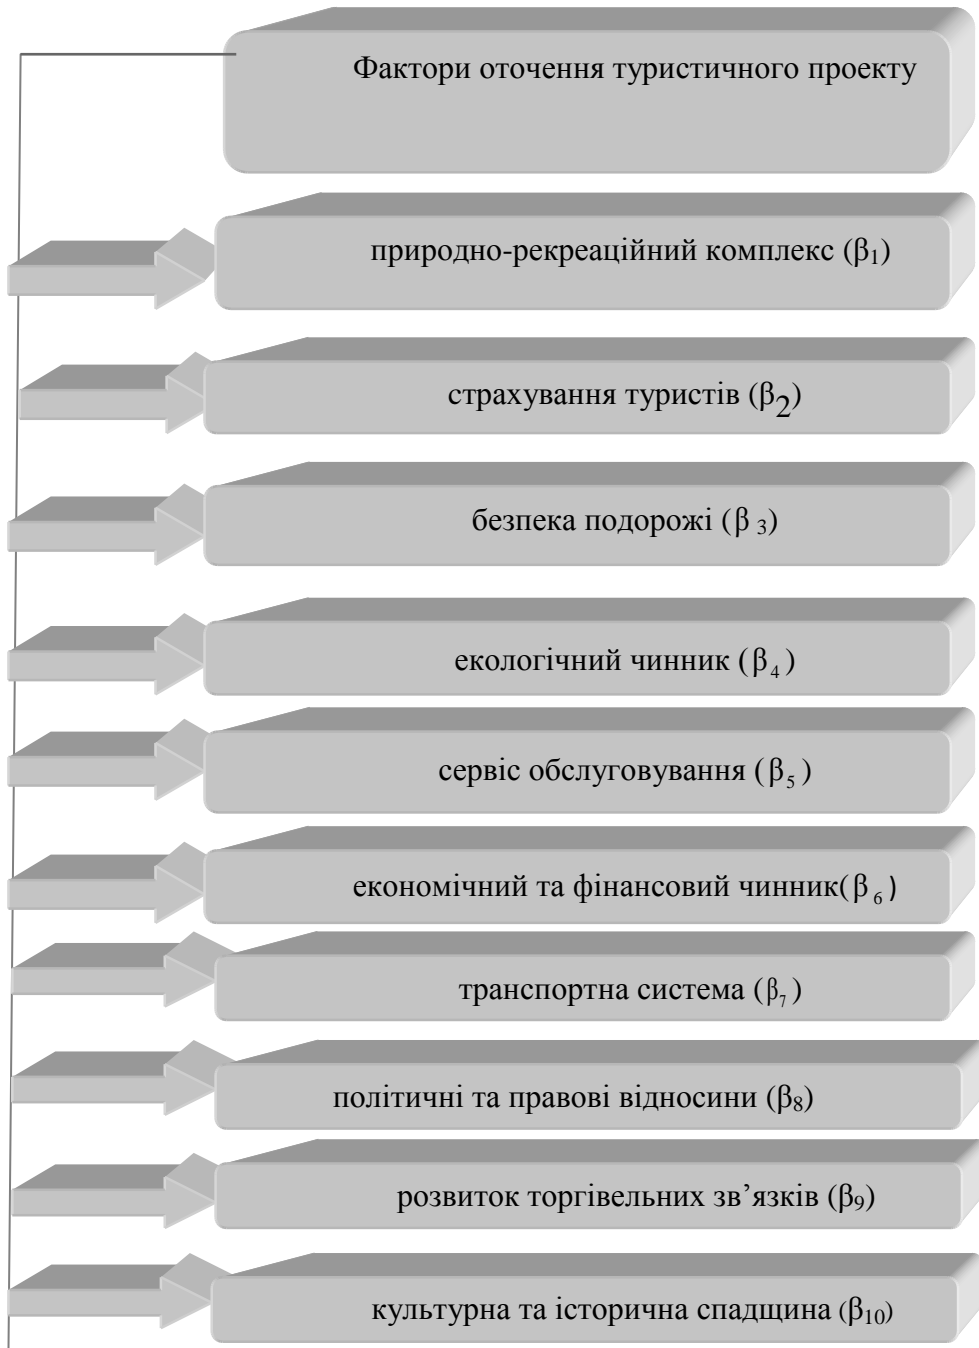 Фактори оточення туристичного проекту
природно-рекреаційний комплекс (β₁)
страхування туристів (β₂)
безпека подорожі (β ₃)
екологічний чинник (β₄)
сервіс обслуговування (β₅)
економічний та фінансовий чинник(β ₆)
транспортна система (β₇)
політичні та правові відносини (β₈)
розвиток торгівельних зв’язків (β₉)
культурна та історична спадщина (β₁₀)